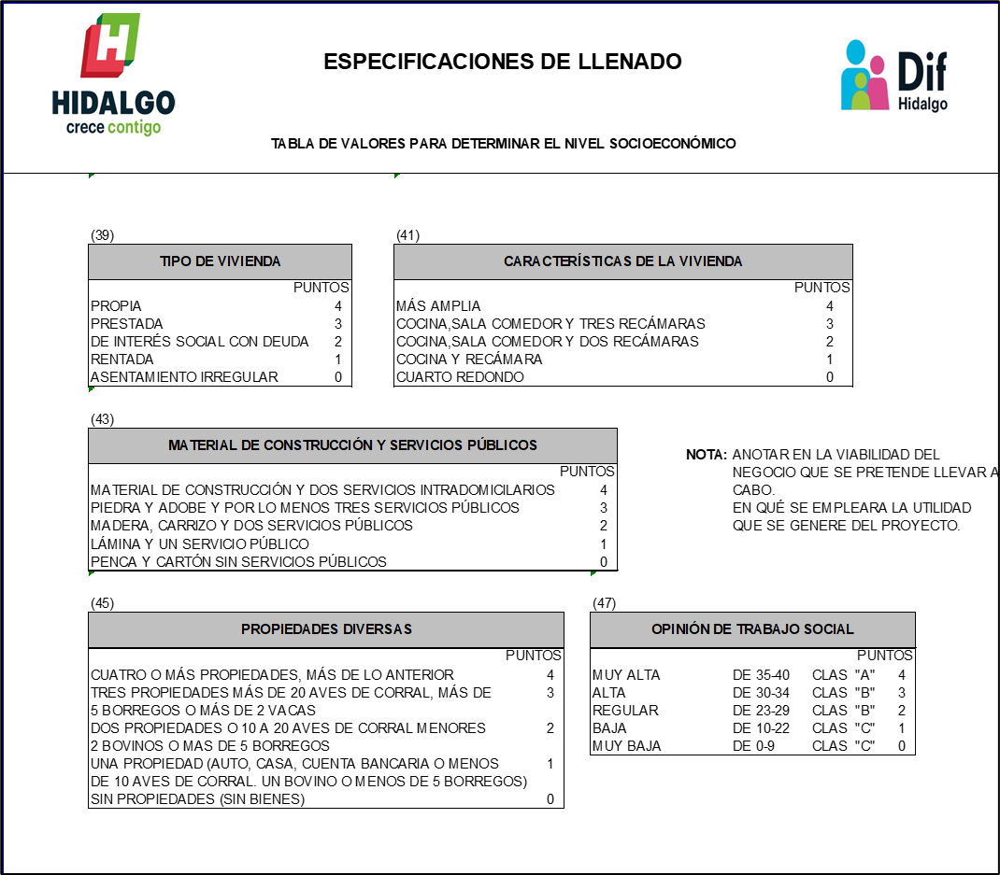 HIDALGO
crece contigo
ESPECIFICACIONES DE LLENADO
Dif
Hidalgo
TABLA DE VALORES PARA DETERMINAR EL NIVEL SOCIOECONÓMICO
(39)
TIPO DE VIVIENDA
PUNTOS
PROPIA 4
PRESTADA 3
DE INTERÉS SOCIAL CON DEUDA 2
RENTADA 1
ASENTAMIENTO IRREGULAR 0
(41)
CARACTERÍSTICAS DE LA VIVIENDA
PUNTOS
MÁS AMPLIA 4
COCINA,SALA COMEDOR Y TRES RECÁMARAS 3
COCINA,SALA COMEDOR Y DOS RECÁMARAS 2
COCINA Y RECÁMARA 1
CUARTO REDONDO 0
(43)
MATERIAL DE CONSTRUCCIÓN Y SERVICIOS PÚBLICOS
PUNTOS
MATERIAL DE CONSTRUCCIÓN Y DOS SERVICIOS INTRADOMICILARIOS 4
PIEDRA Y ADOBE Y POR LO MENOS TRES SERVICIOS PÚBLICOS 3
MADERA, CARRIZO Y DOS SERVICIOS PÚBLICOS 2
LÁMINA Y UN SERVICIO PÚBLICO 1
PENCA Y CARTÓN SIN SERVICIOS PÚBLICOS 0
NOTA: ANOTAR EN LA VIABILIDAD DEL
NEGOCIO QUE SE PRETENDE LLEVAR A
CABO.
EN QUÉ SE EMPLEARA LA UTILIDAD
QUE SE GENERE DEL PROYECTO.
(45)
PROPIEDADES DIVERSAS
PUNTOS
CUATRO O MÁS PROPIEDADES, MÁS DE LO ANTERIOR 4
TRES PROPIEDADES MÁS DE 20 AVES DE CORRAL, MÁS DE 3
5 BORREGOS O MÁS DE 2 VACAS
DOS PROPIEDADES O 10 A 20 AVES DE CORRAL MENORES 2
2 BOVINOS O MAS DE 5 BORREGOS
UNA PROPIEDAD (AUTO, CASA, CUENTA BANCARIA O MENOS 1
DE 10 AVES DE CORRAL. UN BOVINO O MENOS DE 5 BORREGOS)
SIN PROPIEDADES (SIN BIENES) 0
(47)
OPINIÓN DE TRABAJO SOCIAL
PUNTOS
MUY ALTA DE 35-40 CLAS "A" 4
ALTA DE 30-34 CLAS "B" 3
REGULAR DE 23-29 CLAS "B" 2
BAJA DE 10-22 CLAS "C" 1
MUY BAJA DE 0-9 CLAS "C" 0